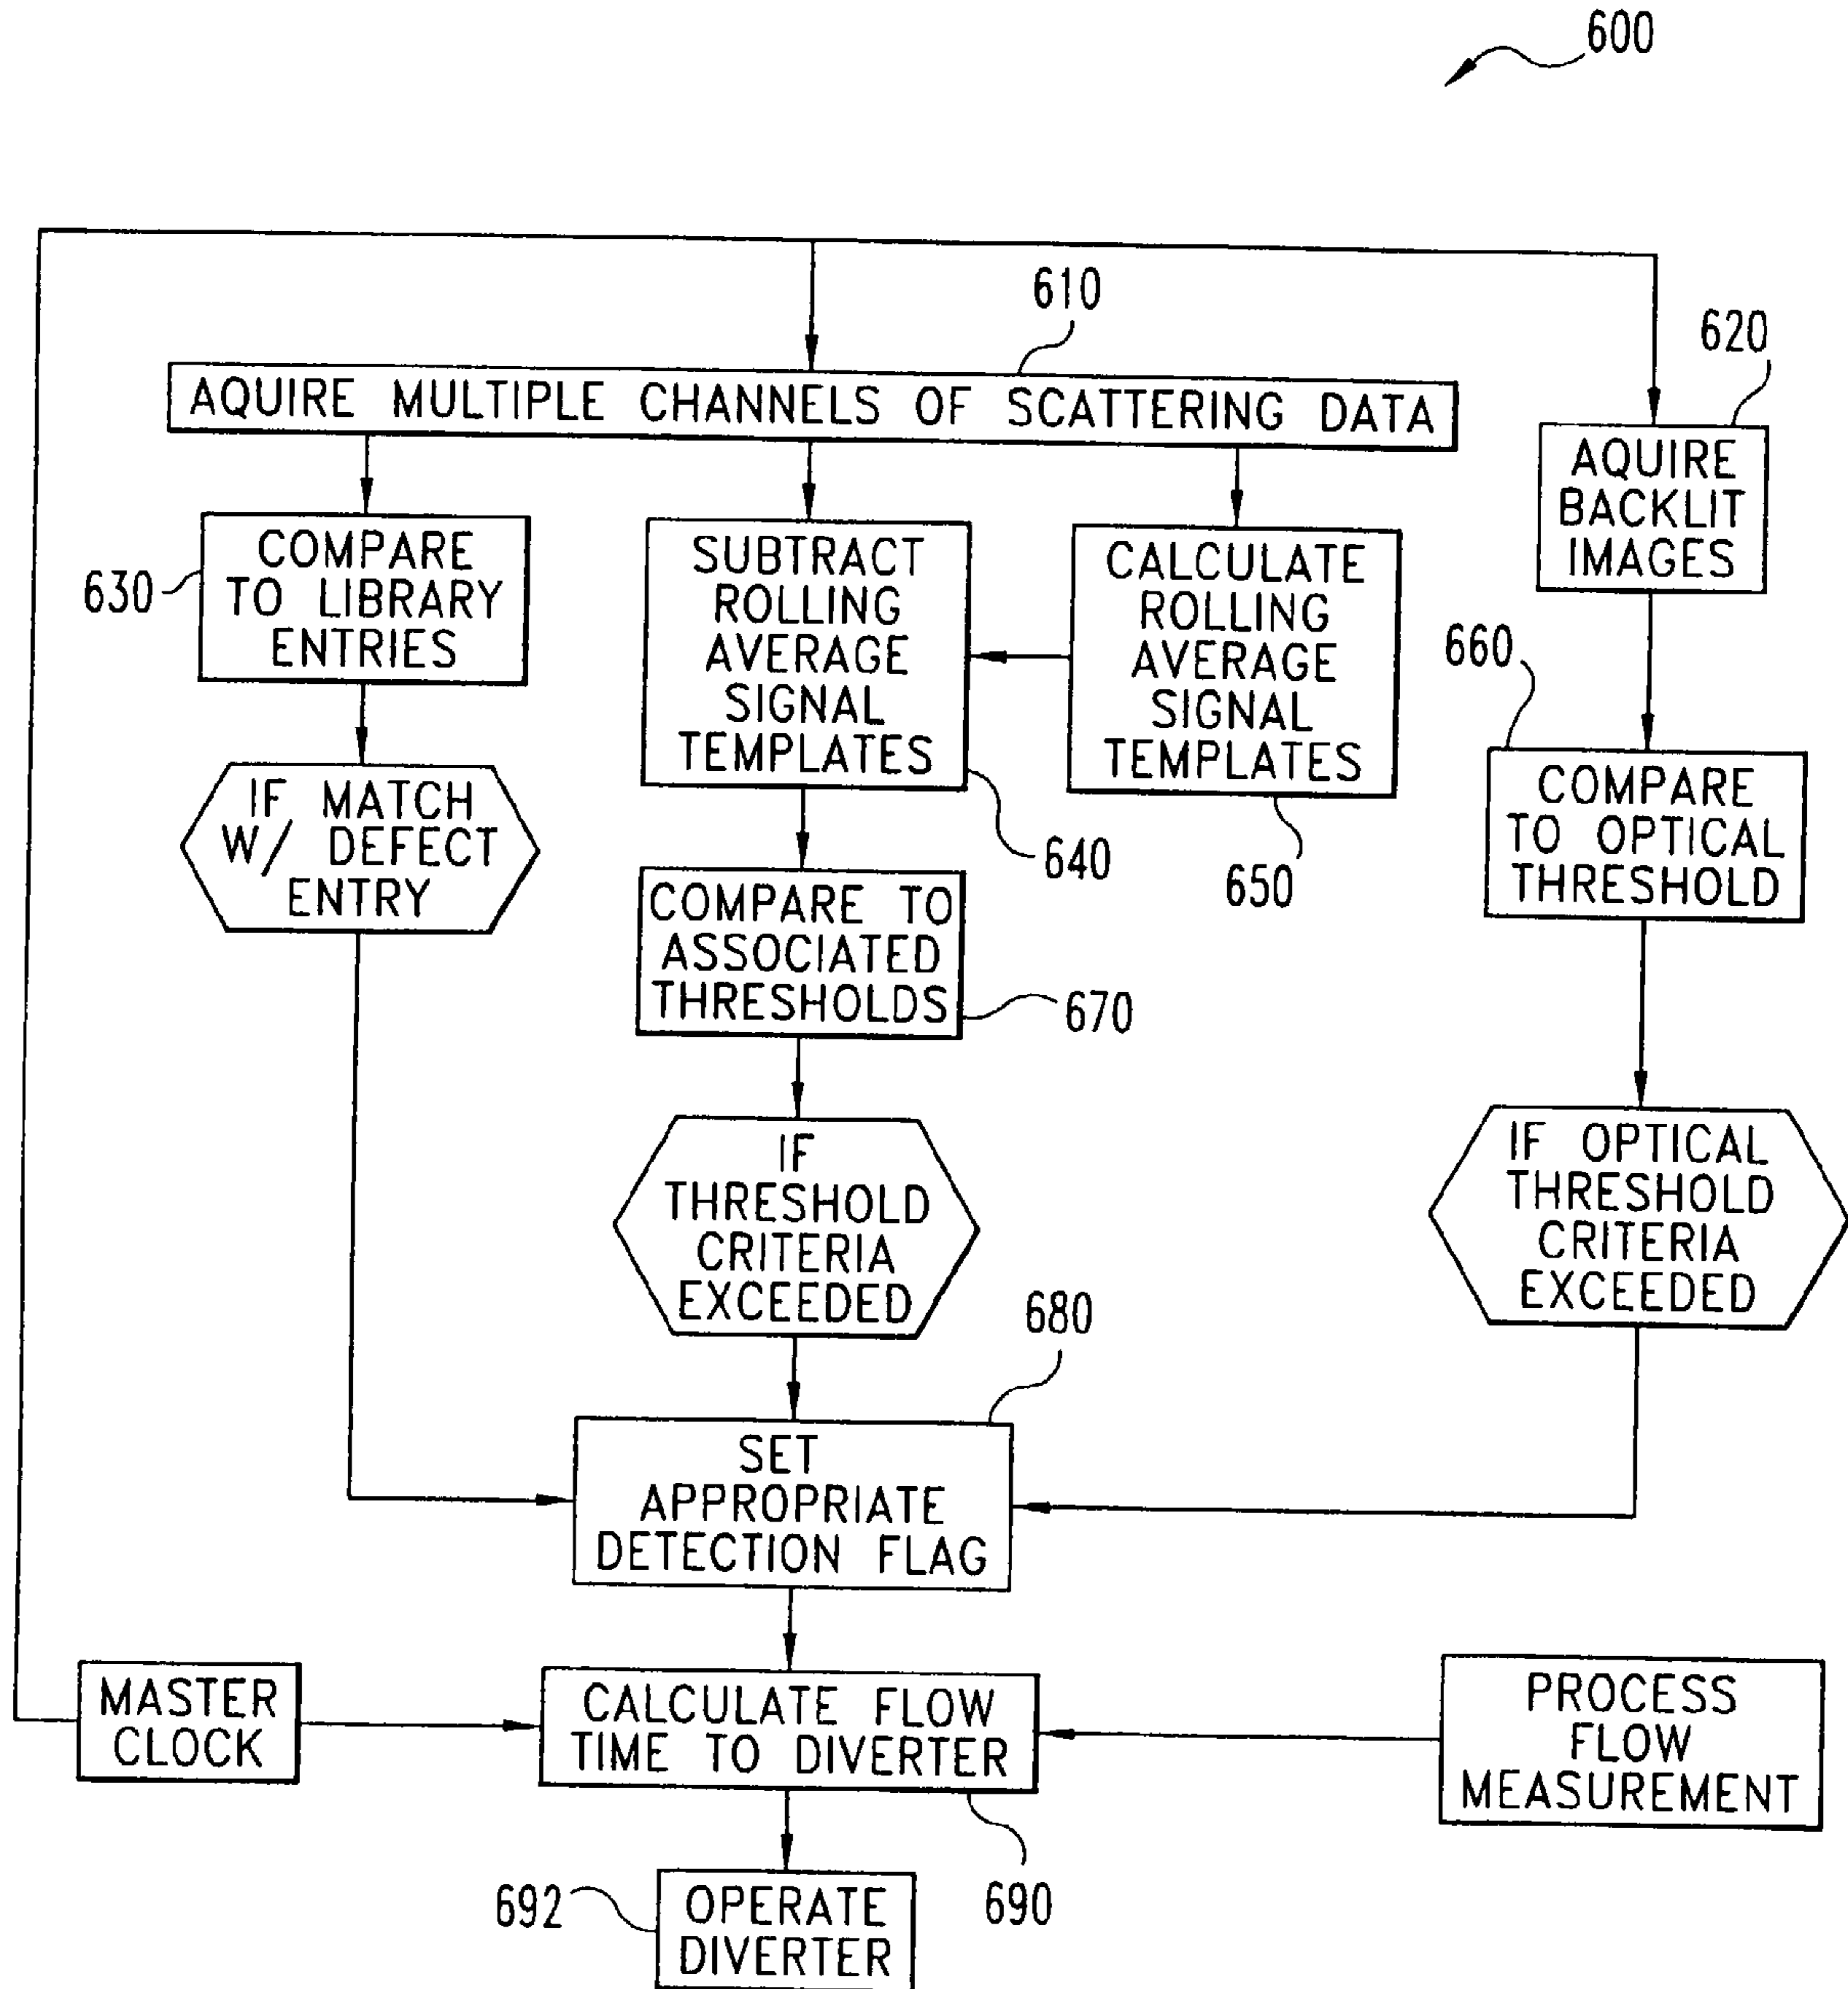 600
610
AQUIRE MULTIPLE CHANNELS OF SCATTERING DATA
620
AQUIRE
BACKLIT
IMAGES
630
COMPARE
TO LIBRARY
ENTRIES
SUBTRACT
ROLLING
AVERAGE
SIGNAL
TEMPLATES
640
CALCULATE
ROLLING
AVERAGE
SIGNAL
TEMPLATES
650
660
COMPARE
TO OPTICAL
THRESHOLD
IF MATCH
W/ DEFECT
ENTRY
COMPARE TO
ASSOCIATED
THRESHOLDS
670
IF
THRESHOLD
CRITERIA
EXCEEDED
IF OPTICAL
THRESHOLD
CRITERIA
EXCEEDED
680
SET
APPROPRIATE
DETECTION FLAG
MASTER
CLOCK
CALCULATE FLOW
TIME TO DIVERTER
690
PROCESS
FLOW
MEASUREMENT
692
OPERATE
DIVERTER